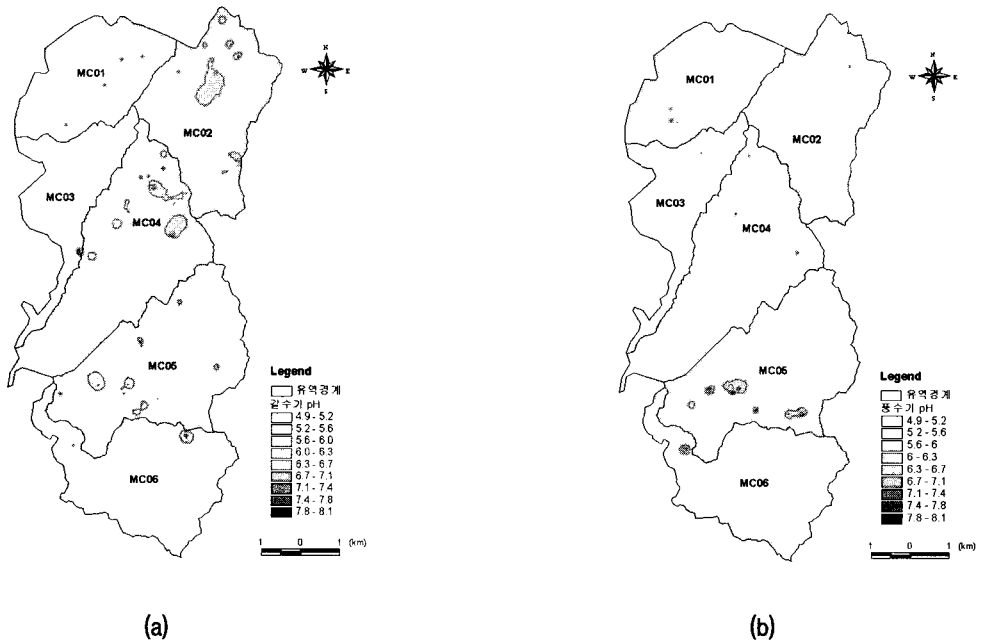 MC01
MC02
MC03
MC04
MC05
MC06
N
W E
S
Legend
유역경계
갈수기 pH
4.9 - 5.2
5.2 - 5.6
5.6 - 6.0
6.0 - 6.3
6.3 - 6.7
6.7 - 7.1
7.1 - 7.4
7.4 - 7.8
7.8 - 8.1
1 0 1 (km)
(a)
MC01
MC02
MC03
MC04
MC05
MC06
N
W E
S
Legend
유역경계
풍수기 pH
4.9 - 5.2
5.2 - 5.6
5.6 - 6
6 - 6.3
6.3 - 6.7
6.7 - 7.1
7.1 - 7.4
7.4 - 7.8
7.8 - 8.1
1 0 1 (km)
(b)